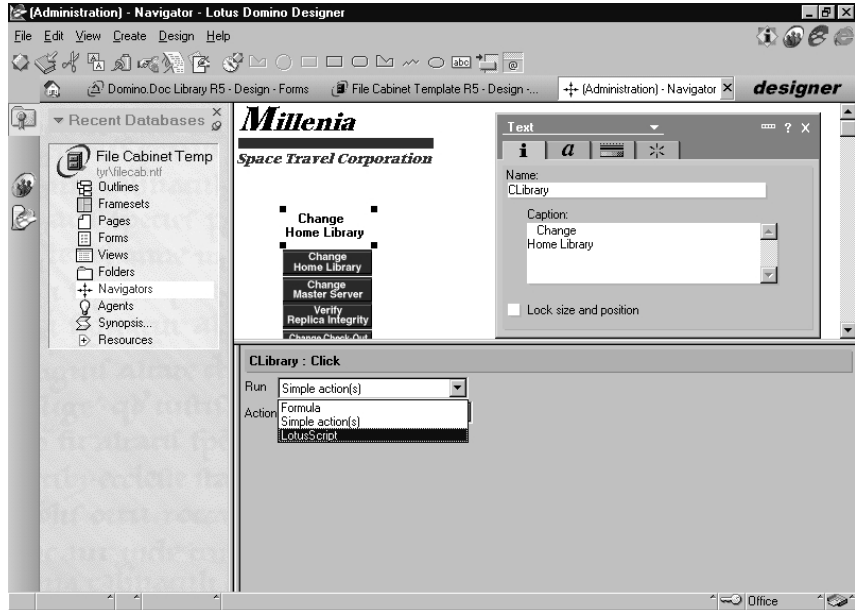 (Administration) - Navigator - Lotus Domino Designer
File Edit View Create Design Help
abc
@
Domino.Doc Library R5 - Design - Forms
File Cabinet Template R5 - Design -...
(Administration) - Navigator
designer
Recent Databases
File Cabinet Temp
tyr\filecab.ntf
Outlines
Framesets
Pages
Forms
Views
Folders
Navigators
Agents
Synopsis...
Resources
Millenia
Space Travel Corporation
Change
Home Library
Change
Home Library
Change
Master Server
Verify
Replica Integrity
Change Check-Out
Text
i
a
Name:
CLibrary
Caption:
Change
Home Library
Lock size and position
CLibrary : Click
Run
Simple action(s)
Action
Formula
Simple action(s)
LotusScript
Office